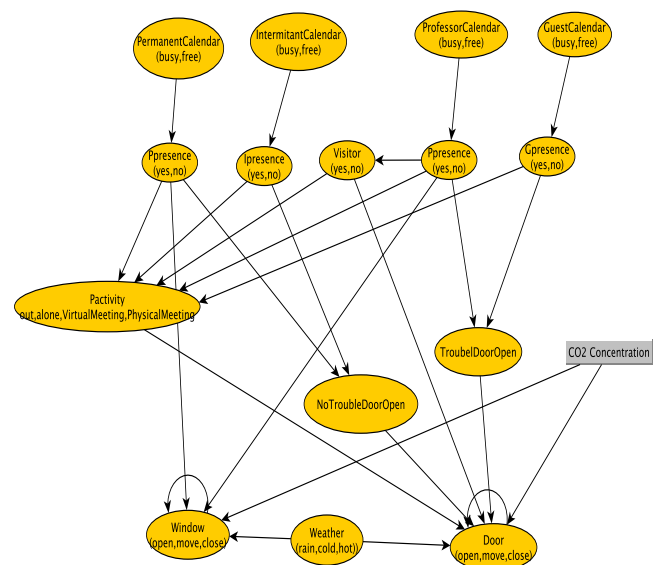 PermanentCalendar
(busy,free)
IntermitantCalendar
(busy,free)
ProfessorCalendar
(busy,free)
GuestCalendar
(busy,free)
Ppresence
(yes,no)
Ipresence
(yes,no)
Visitor
(yes,no)
Ppresence
(yes,no)
Gpresence
(yes,no)
Pactivity
out,alone,VirtualMeeting,PhysicalMeeting
TroubelDoorOpen
CO2 Concentration
NoTroubleDoorOpen
Window
(open,move,close)
Weather
(rain,cold,hot))
Door
(open,move,close)